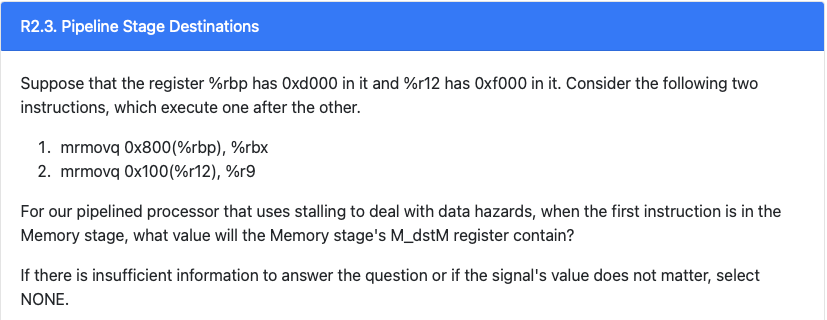 R2.3. Pipeline Stage Destinations
Suppose that the register %rbp has 0xd000 in it and %r12 has 0xf000 in it. Consider the following two
instructions, which execute one after the other.
1. mrmovq 0x800(%rbp), %rbx
2. mrmovq 0x100(%r12), %r9
For our pipelined processor that uses stalling to deal with data hazards, when the first instruction is in the
Memory stage, what value will the Memory stage's M_dstM register contain?
If there is insufficient information to answer the question or if the signal's value does not matter, select
NONE.